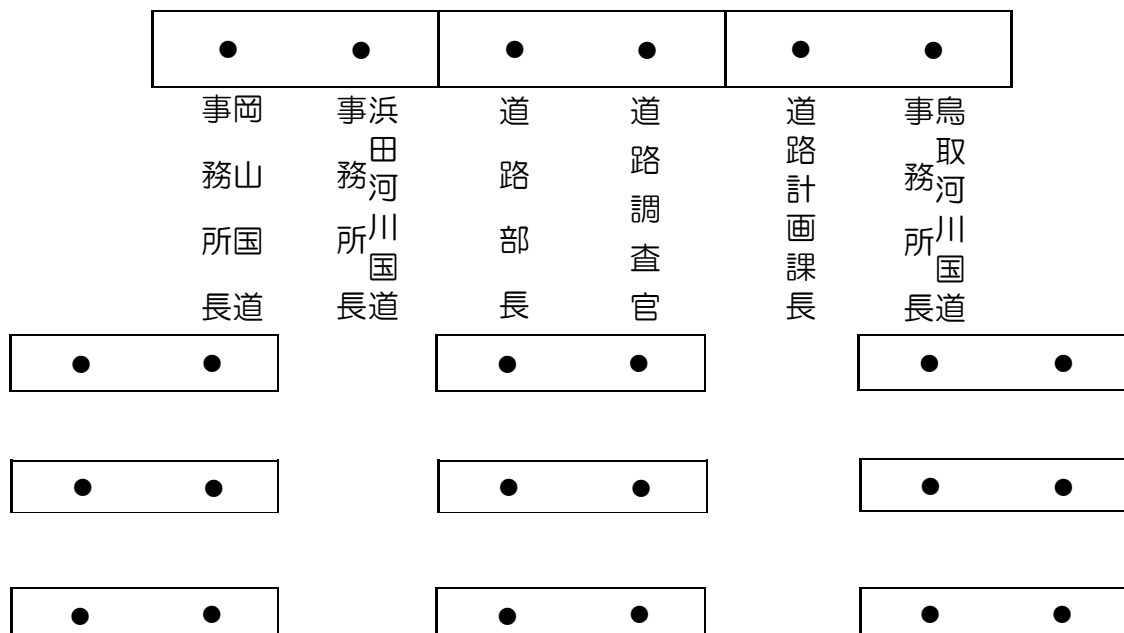 岡山国道
事務所長
浜田河川国道
事務所長
道路部長
道路調査官
道路計画課長
鳥取河川国道
事務所長